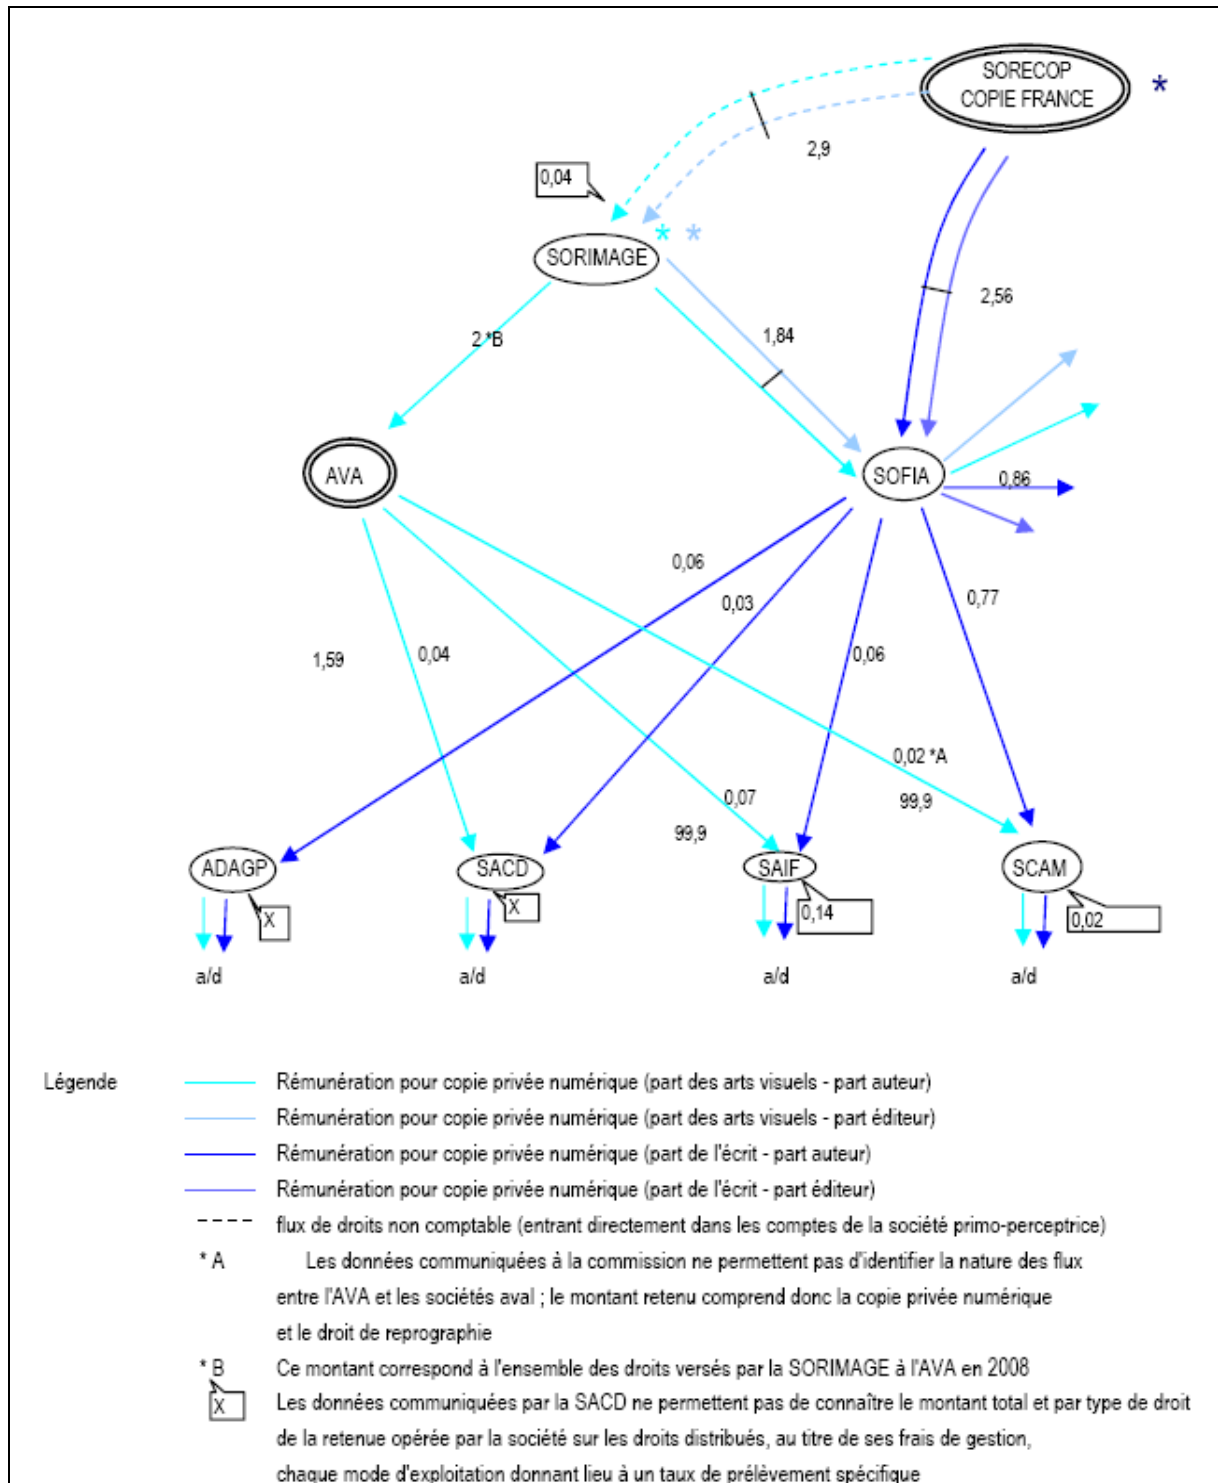 SORECOP
COPIE FRANCE
*
2,9
0,04
* *
SORIMAGE
2,56
1,84
2 *B
AVA
SOFIA
0,86
0,06
0,03
0,77
1,59
0,04
0,06
0,02 *A
0,07
99,9
99,9
ADAGP
SACD
SAIF
SCAM
X
X
0,14
0,02
a/d
a/d
a/d
a/d
Légende
Rémunération pour copie privée numérique (part des arts visuels - part auteur)
Rémunération pour copie privée numérique (part des arts visuels - part éditeur)
Rémunération pour copie privée numérique (part de l'écrit - part auteur)
Rémunération pour copie privée numérique (part de l'écrit - part éditeur)
flux de droits non comptable (entrant directement dans les comptes de la société primo-perceptrice)
* A Les données communiquées à la commission ne permettent pas d'identifier la nature des flux
entre l'AVA et les sociétés aval ; le montant retenu comprend donc la copie privée numérique
et le droit de reprographie
* B Ce montant correspond à l'ensemble des droits versés par la SORIMAGE à l'AVA en 2008
X Les données communiquées par la SACD ne permettent pas de connaître le montant total et par type de droit
de la retenue opérée par la société sur les droits distribués, au titre de ses frais de gestion,
chaque mode d'exploitation donnant lieu à un taux de prélèvement spécifique